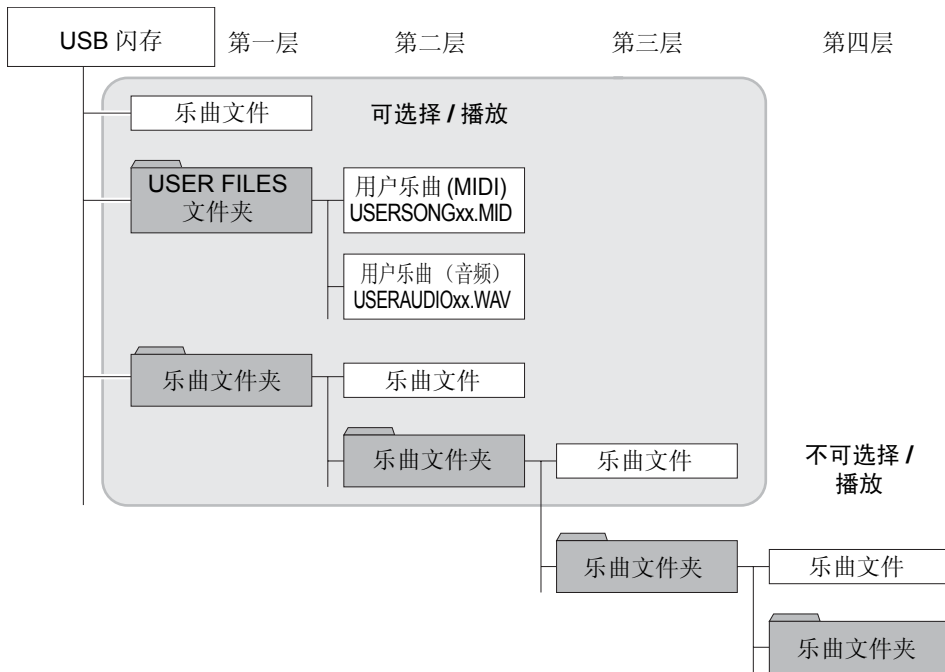 USB 闪存
第一层
第二层
第三层
第四层
乐曲文件
可选择 / 播放
USER FILES
文件夹
用户乐曲 (MIDI)
USERSONGxx.MID
用户乐曲（音频）
USERAUDIOxx.WAV
乐曲文件夹
乐曲文件
乐曲文件夹
乐曲文件
不可选择 /
播放
乐曲文件夹
乐曲文件
乐曲文件夹